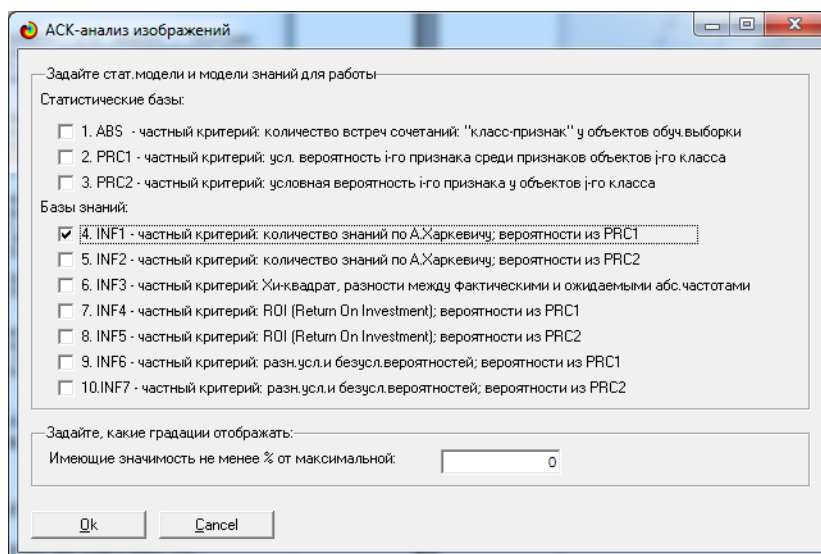 АСК-анализ изображений
Задайте стат.модели и модели знаний для работы
Статистические базы:
1. ABS - частный критерий: количество встреч сочетаний: "класс-признак" у объектов обуч.выборки
2. PRC1 - частный критерий: усл. вероятность i-го признака среди признаков объектов j-го класса
3. PRC2 - частный критерий: условная вероятность i-го признака у объектов j-го класса
Базы знаний:
4. INF1 - частный критерий: количество знаний по А.Харкевичу; вероятности из PRC1
5. INF2 - частный критерий: количество знаний по А.Харкевичу; вероятности из PRC2
6. INF3 - частный критерий: Хи-квадрат, разности между фактическими и ожидаемыми абс.частотами
7. INF4 - частный критерий: ROI (Return On Investment); вероятности из PRC1
8. INF5 - частный критерий: ROI (Return On Investment); вероятности из PRC2
9. INF6 - частный критерий: разн.усл.и безусл.вероятностей; вероятности из PRC1
10.INF7 - частный критерий: разн.усл.и безусл.вероятностей; вероятности из PRC2
Задайте, какие градации отображать:
Имеющие значимость не менее % от максимальной: 0
Ok Cancel